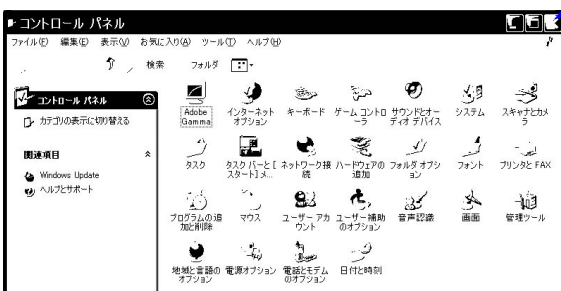 コントロール パネル
ファイル(F) 編集(E) 表示(V) お気に入り(A) ツール(T) ヘルプ(H)
検索 フォルダ
コントロール パネル
カテゴリの表示に切り替える
関連項目
Windows Update
ヘルプとサポート
Adobe
Gamma
インターネット
オプション
キーボード
ゲーム コントロ
ーラ
サウンドとオー
ディオ デバイス
システム
スキャナとカメ
ラ
タスク
タスク バーと [
スタート] メ...
ネットワーク接
続
ハードウェアの
追加
フォルダ オプシ
ョン
フォント
プリンタと FAX
プログラムの追
加と削除
マウス
ユーザー アカ
ウント
ユーザー補助
のオプション
音声認識
画面
管理ツール
地域と言語の
オプション
電源オプション
電話とモデム
のオプション
日付と時刻